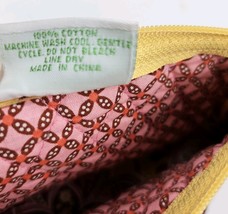 100% COTTON
MACHINE WASH COOL. GENTLE
CYCLE. DO NOT BLEACH
LINE DRY
MADE IN CHINA